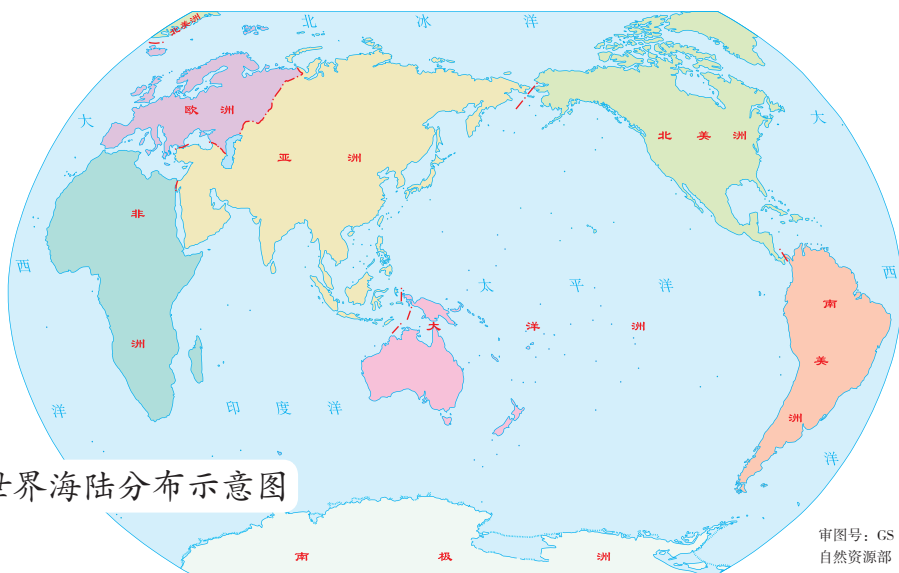 北美洲
北冰洋
欧洲
大
大
亚洲
北美洲
非洲
西
西
太平洋
大洋洲
南美洲
洋
印度洋
洋
世界海陆分布示意图
南极洲
审图号：GS
自然资源部